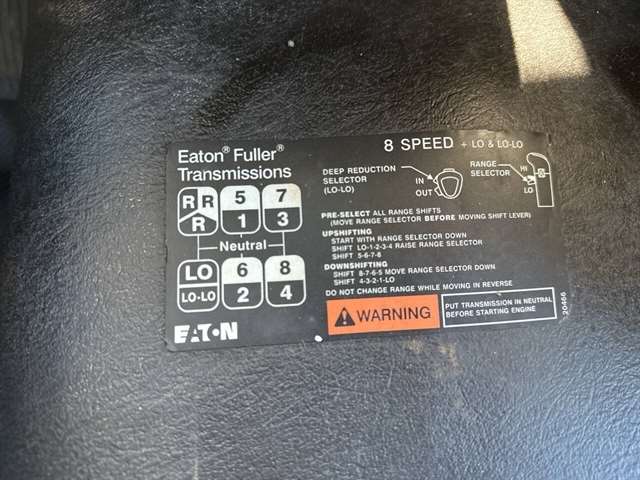 Eaton® Fuller®
Transmissions
8 SPEED + LO & LO-LO
DEEP REDUCTION
SELECTOR
(LO-LO)
IN
OUT
RANGE
SELECTOR
HI
LO
R R 5 7
R 1 3
Neutral
LO 6 8
LO-LO 2 4
EATON
PRE-SELECT ALL RANGE SHIFTS
(MOVE RANGE SELECTOR BEFORE MOVING SHIFT LEVER)
UPSHIFTING
START WITH RANGE SELECTOR DOWN
SHIFT LO-1-2-3-4 RAISE RANGE SELECTOR
SHIFT 5-6-7-8
DOWNSHIFTING
SHIFT 8-7-6-5 MOVE RANGE SELECTOR DOWN
SHIFT 4-3-2-1-LO
DO NOT CHANGE RANGE WHILE MOVING IN REVERSE
WARNING
PUT TRANSMISSION IN NEUTRAL
BEFORE STARTING ENGINE
20466